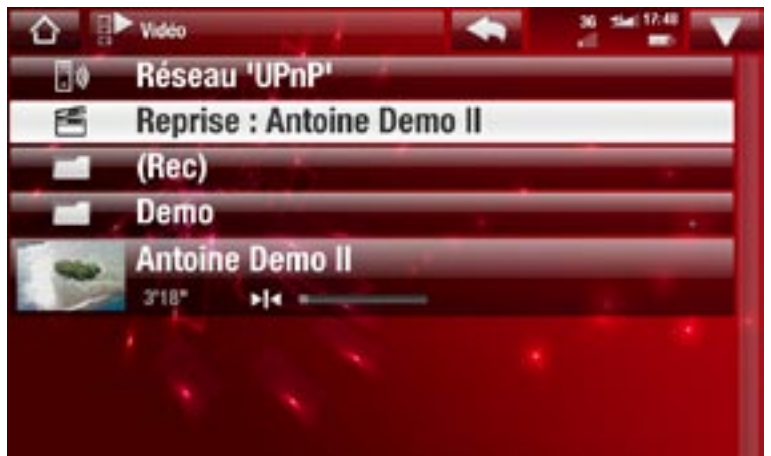 Vidéo 36 17:48
Réseau 'UPnP'
Reprise : Antoine Demo II
(Rec)
Demo
Antoine Demo II
3'18"